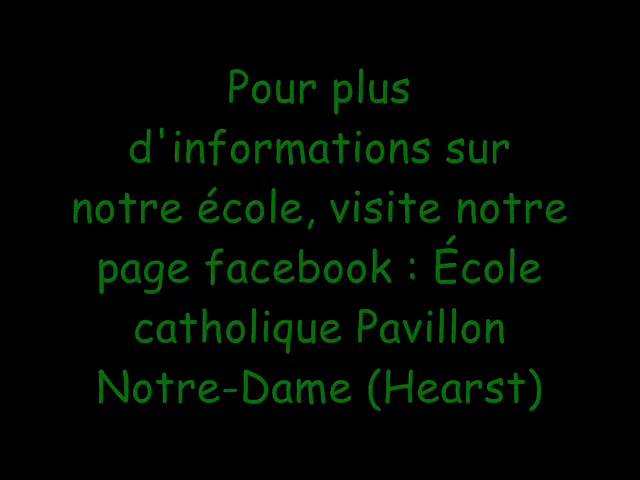 Pour plus
d'informations sur
notre école, visite notre
page facebook : École
catholique Pavillon
Notre-Dame (Hearst)